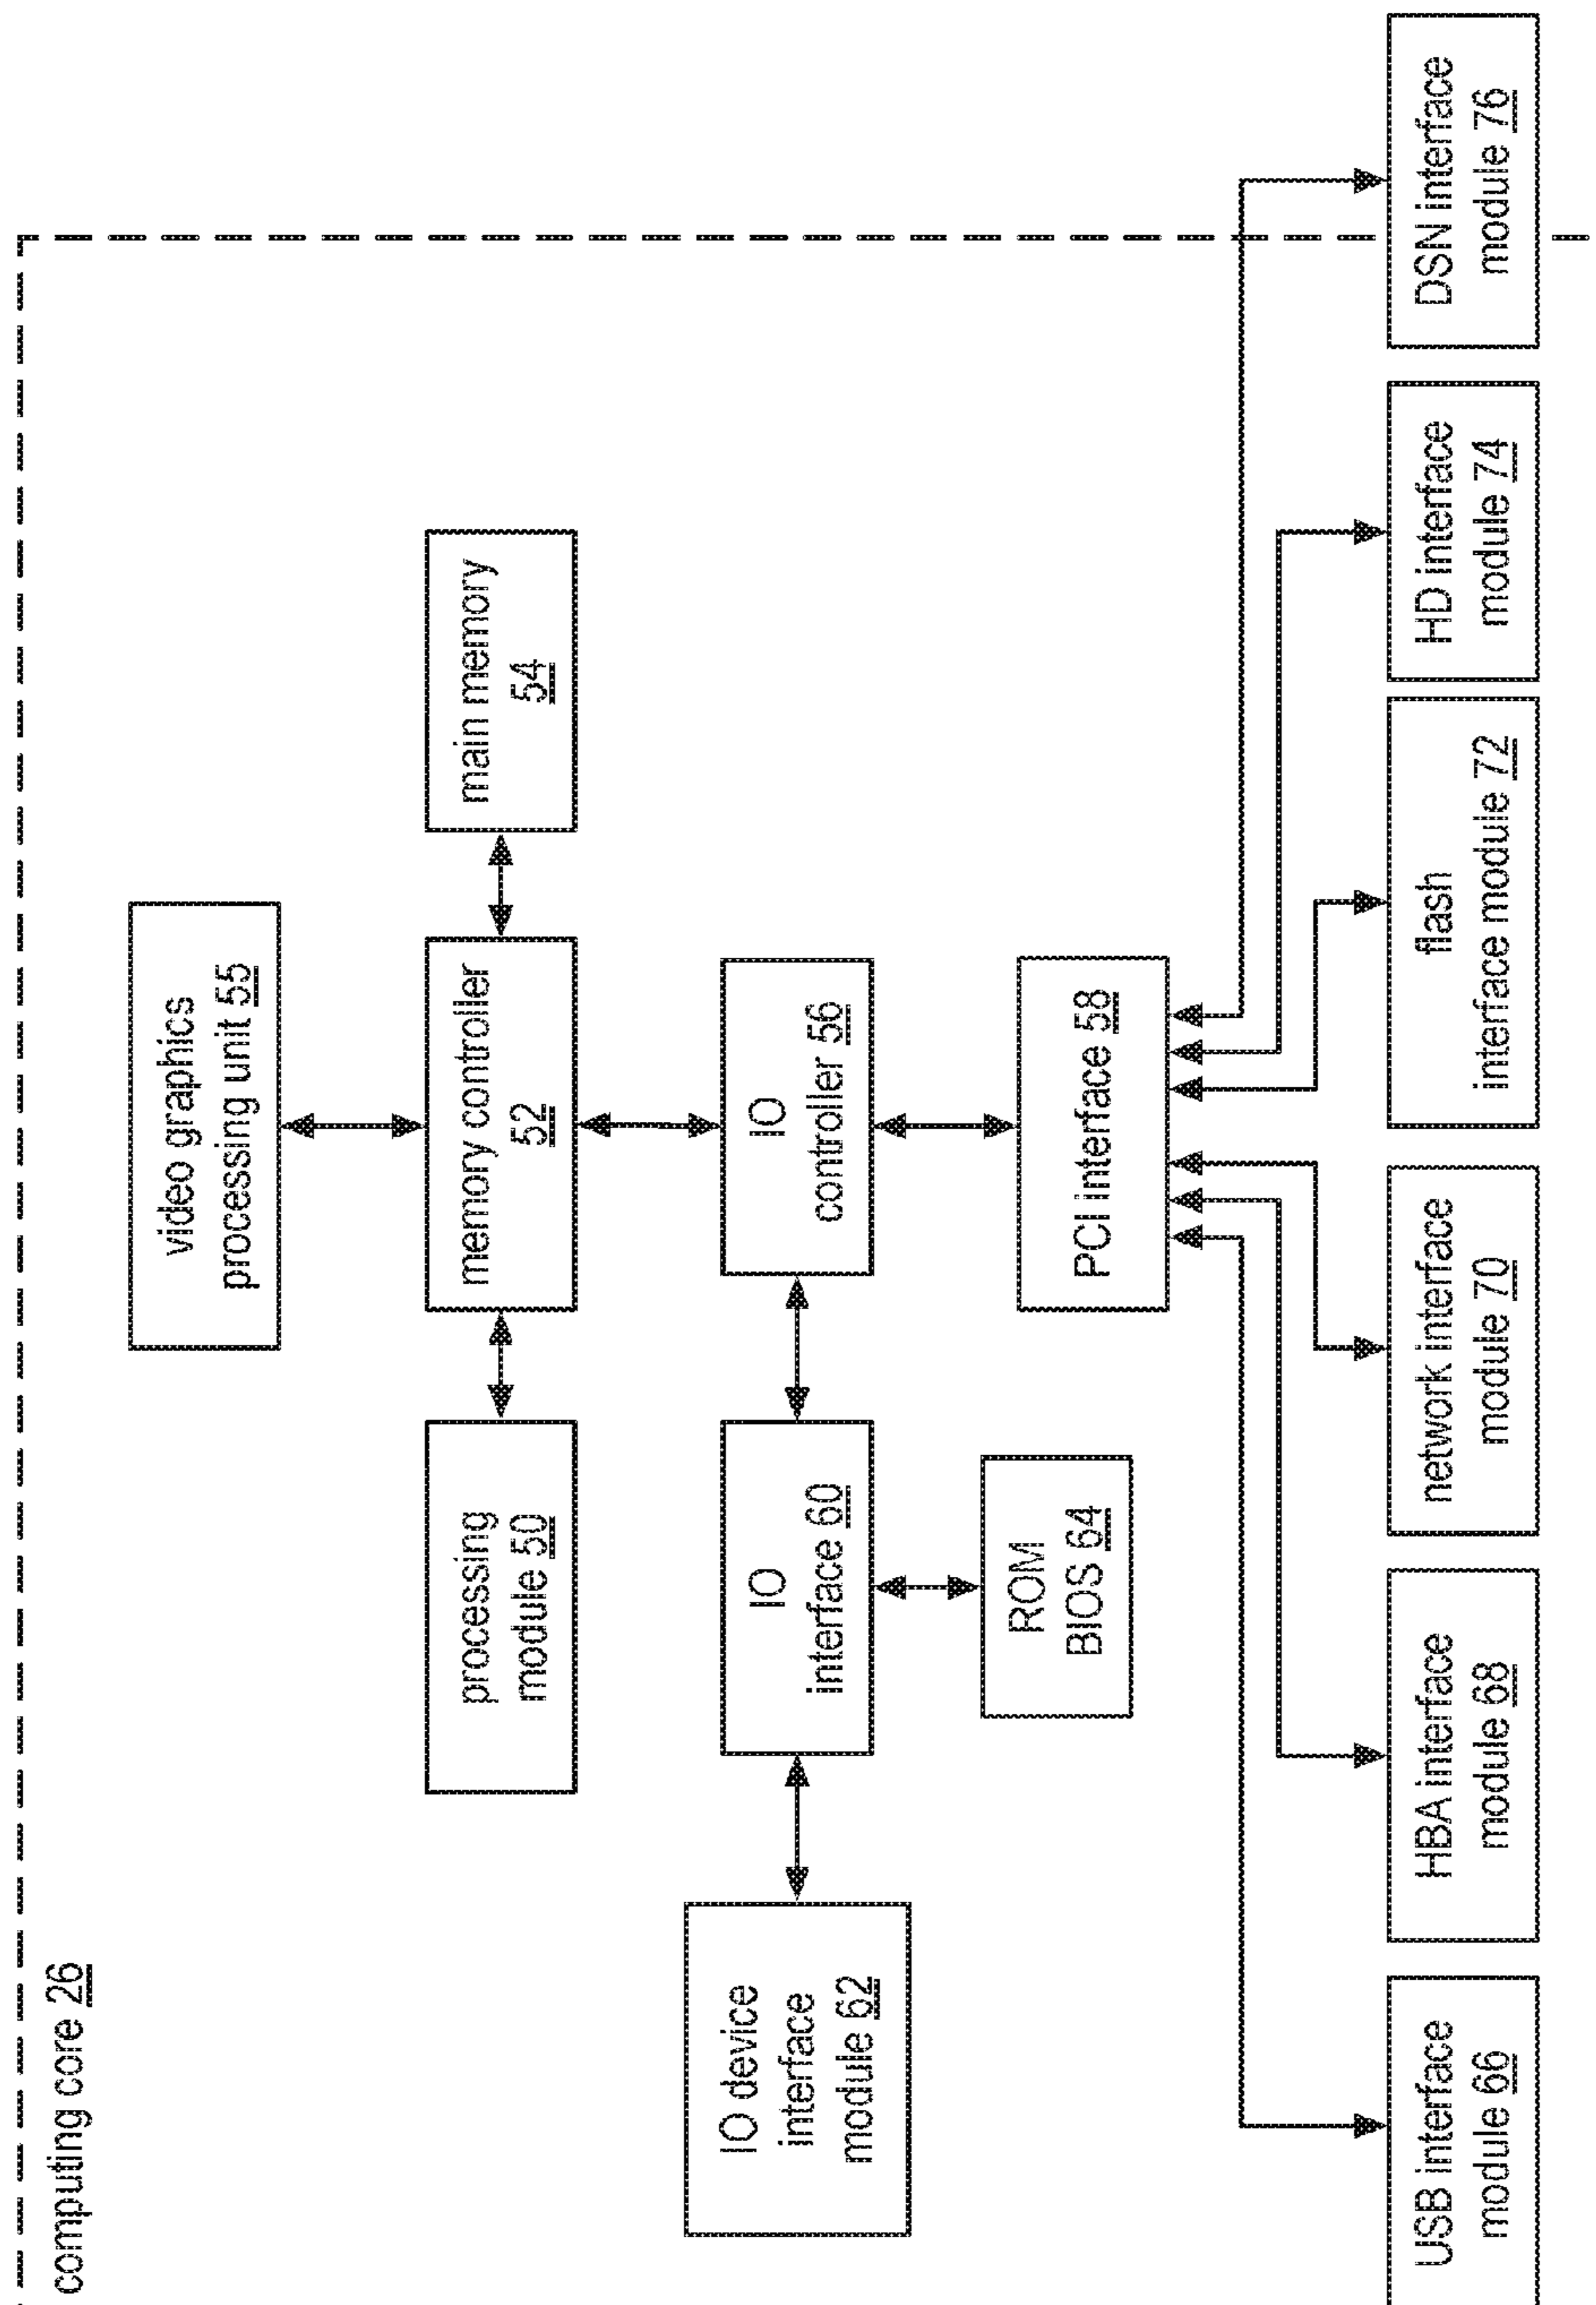 computing core 26
video graphics
processing unit 55
processing
module 50
memory controller
52
main memory
54
IO device
interface
module 62
IO
interface 60
IO
controller 56
ROM
BIOS 64
PCI interface 58
USB interface
module 66
HBA interface
module 68
network interface
module 70
flash
interface module 72
HD interface
module 74
DSN interface
module 76